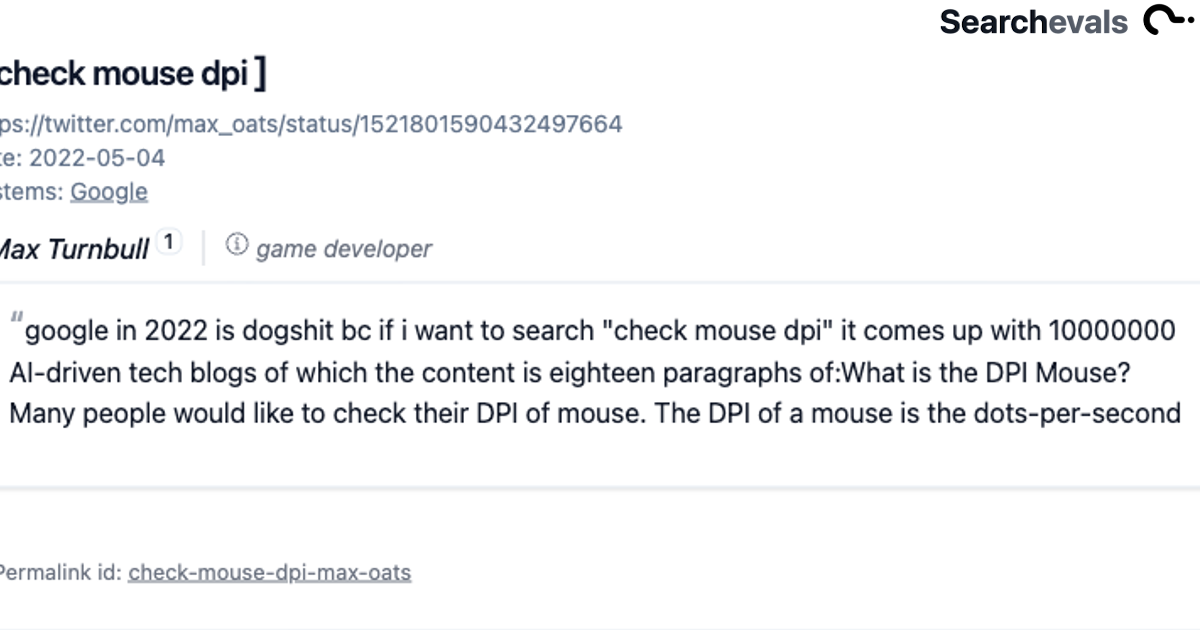 Searchevals
check mouse dpi ]
ps://twitter.com/max_oats/status/1521801590432497664
te: 2022-05-04
stems: Google
Max Turnbull 1 game developer
"google in 2022 is dogshit bc if i want to search "check mouse dpi" it comes up with 10000000
AI-driven tech blogs of which the content is eighteen paragraphs of:What is the DPI Mouse?
Many people would like to check their DPI of mouse. The DPI of a mouse is the dots-per-second
Permalink id: check-mouse-dpi-max-oats